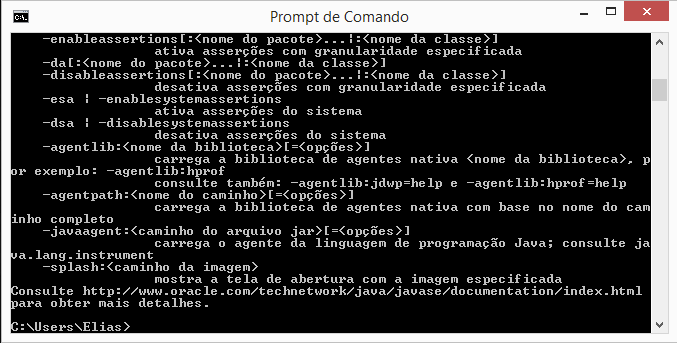 Prompt de Comando
-enableassertions[:<nome do pacote>...|:<nome da classe>]
ativa asserções com granularidade especificada
-da[:<nome do pacote>...|:<nome da classe>]
-disableassertions[:<nome do pacote>...|:<nome da classe>]
desativa asserções com granularidade especificada
-esa | -enablesystemassertions
ativa asserções do sistema
-dsa | -disablesystemassertions
desativa asserções do sistema
-agentlib:<nome da biblioteca>[=<opções>]
carrega a biblioteca de agentes nativa <nome da biblioteca>, p
or exemplo: -agentlib:hprof
consulte também: -agentlib:jdwp=help e -agentlib:hprof=help
-agentpath:<nome do caminho>[=<opções>]
carrega a biblioteca de agentes nativa com base no nome do cam
inho completo
-javaagent:<caminho do arquivo jar>[=<opções>]
carrega o agente da linguagem de programação Java; consulte ja
va.lang.instrument
-splash:<caminho da imagem>
mostra a tela de abertura com a imagem especificada
Consulte http://www.oracle.com/technetwork/java/javase/documentation/index.html
para obter mais detalhes.
C:\Users\Elias>